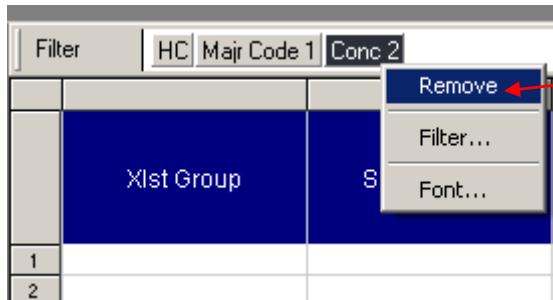 Filter HC Majr Code 1 Conc 2
Remove
Filter...
Font...
Xlst Group S
1
2